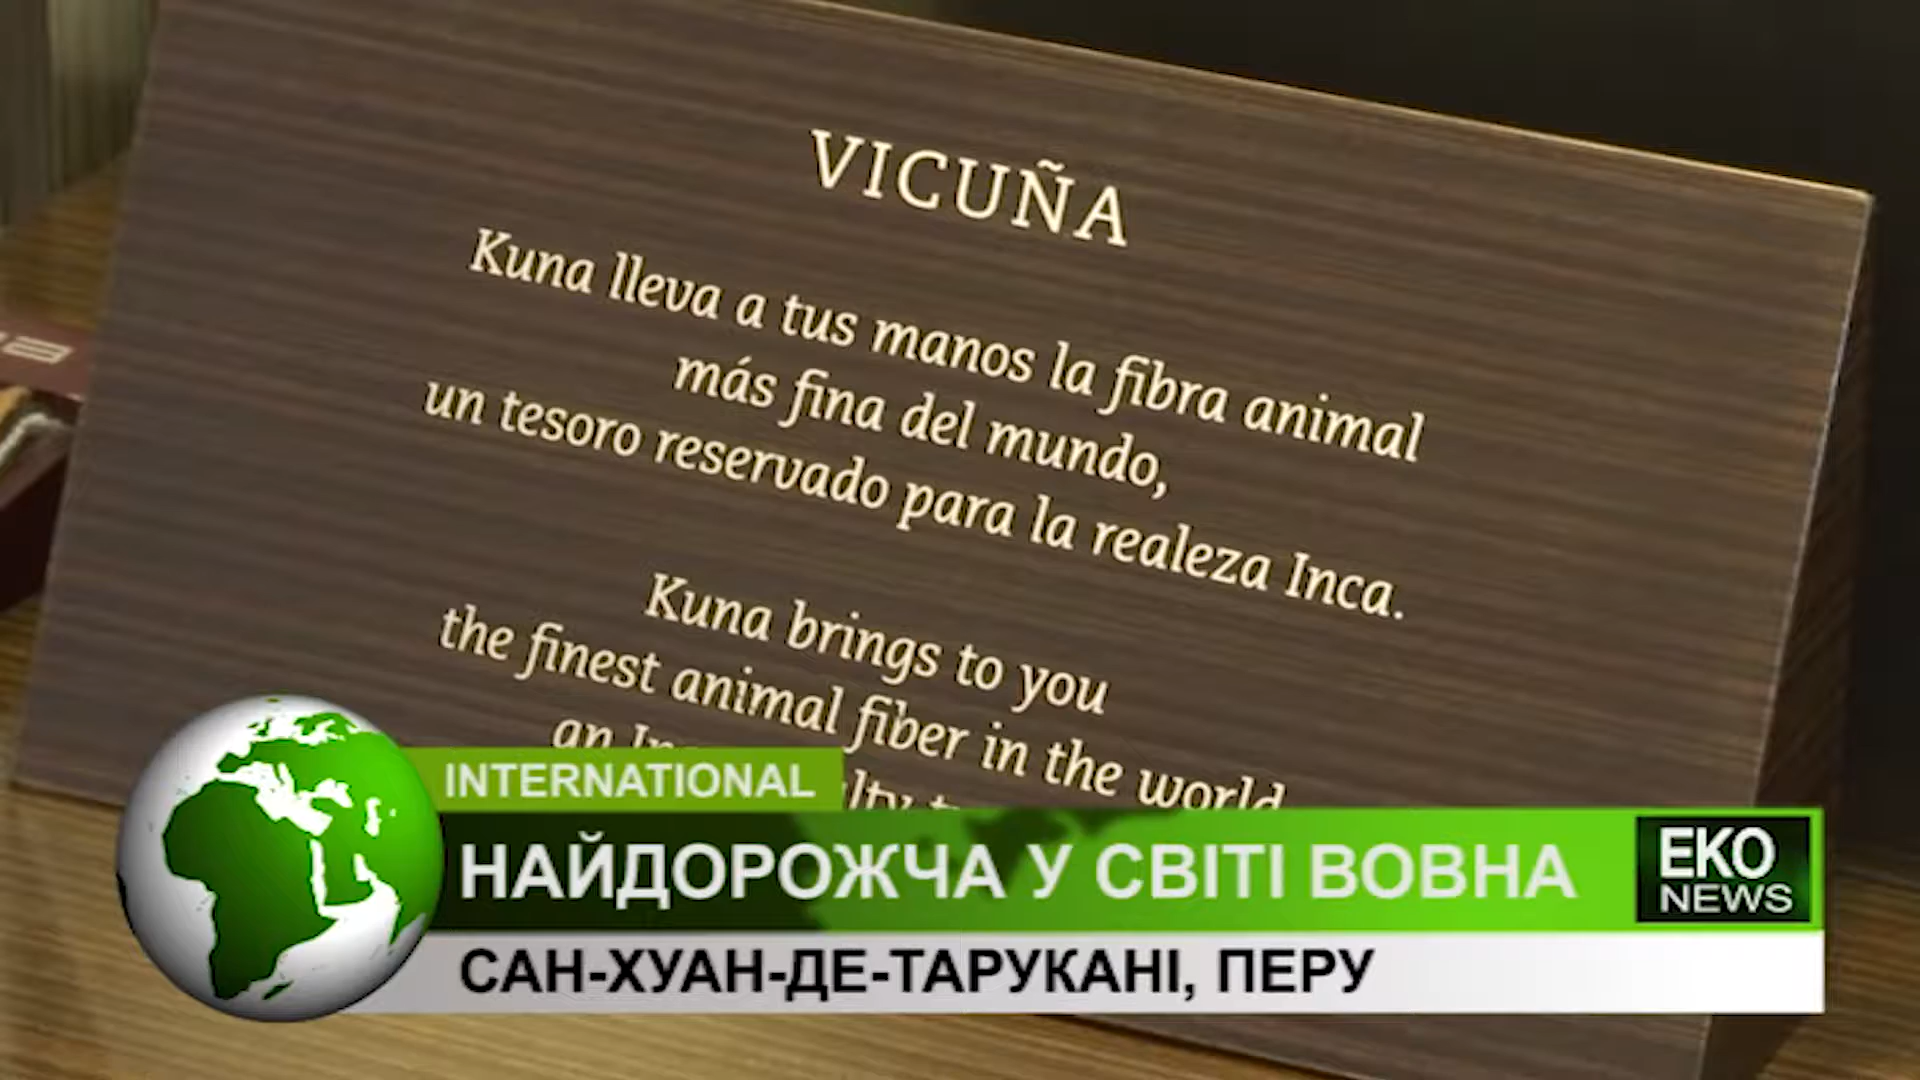 VICUÑA
Kuna lleva a tus manos la fibra animal
más fina del mundo,
un tesoro reservado para la realeza Inca.
Kuna brings to you
the finest animal fiber in the world
an
INTERNATIONAL
НАЙДОРОЖЧА У СВІТІ ВОВНА
EKO
NEWS
САН-ХУАН-ДЕ-ТАРУКАНІ, ПЕРУ